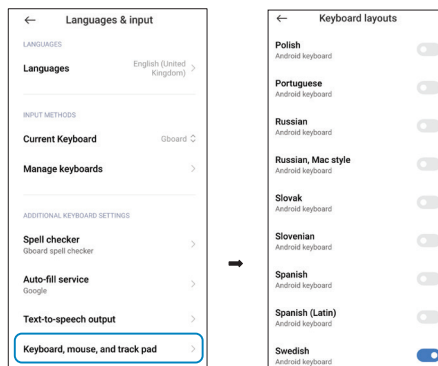 ← Languages & input
LANGUAGES
Languages English (United Kingdom) >
INPUT METHODS
Current Keyboard Gboard
Manage keyboards >
ADDITIONAL KEYBOARD SETTINGS
Spell checker >
Gboard spell checker
Auto-fill service >
Google
Text-to-speech output >
Keyboard, mouse, and track pad >
➡
← Keyboard layouts
Polish
Android keyboard
Portuguese
Android keyboard
Russian
Android keyboard
Russian, Mac style
Android keyboard
Slovak
Android keyboard
Slovenian
Android keyboard
Spanish
Android keyboard
Spanish (Latin)
Android keyboard
Swedish
Android keyboard